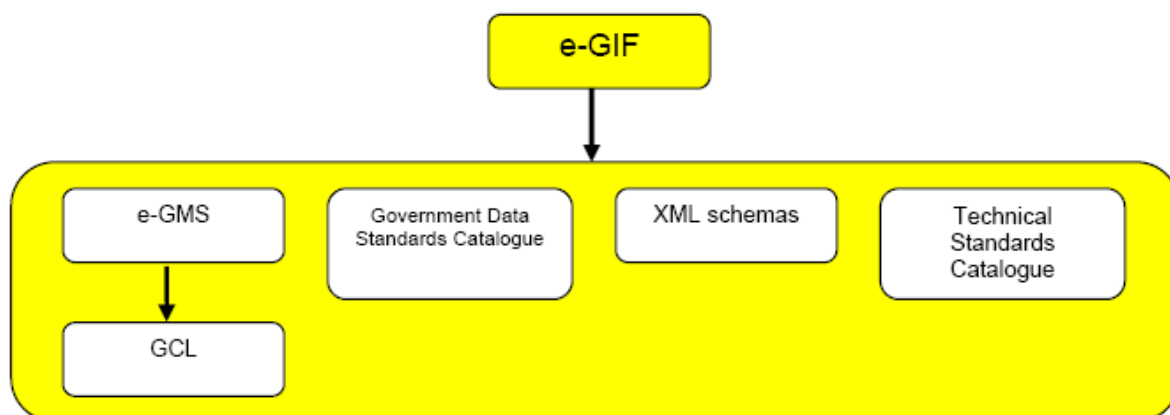 e-GIF
e-GMS
Government Data
Standards Catalogue
XML schemas
Technical
Standards
Catalogue
GCL